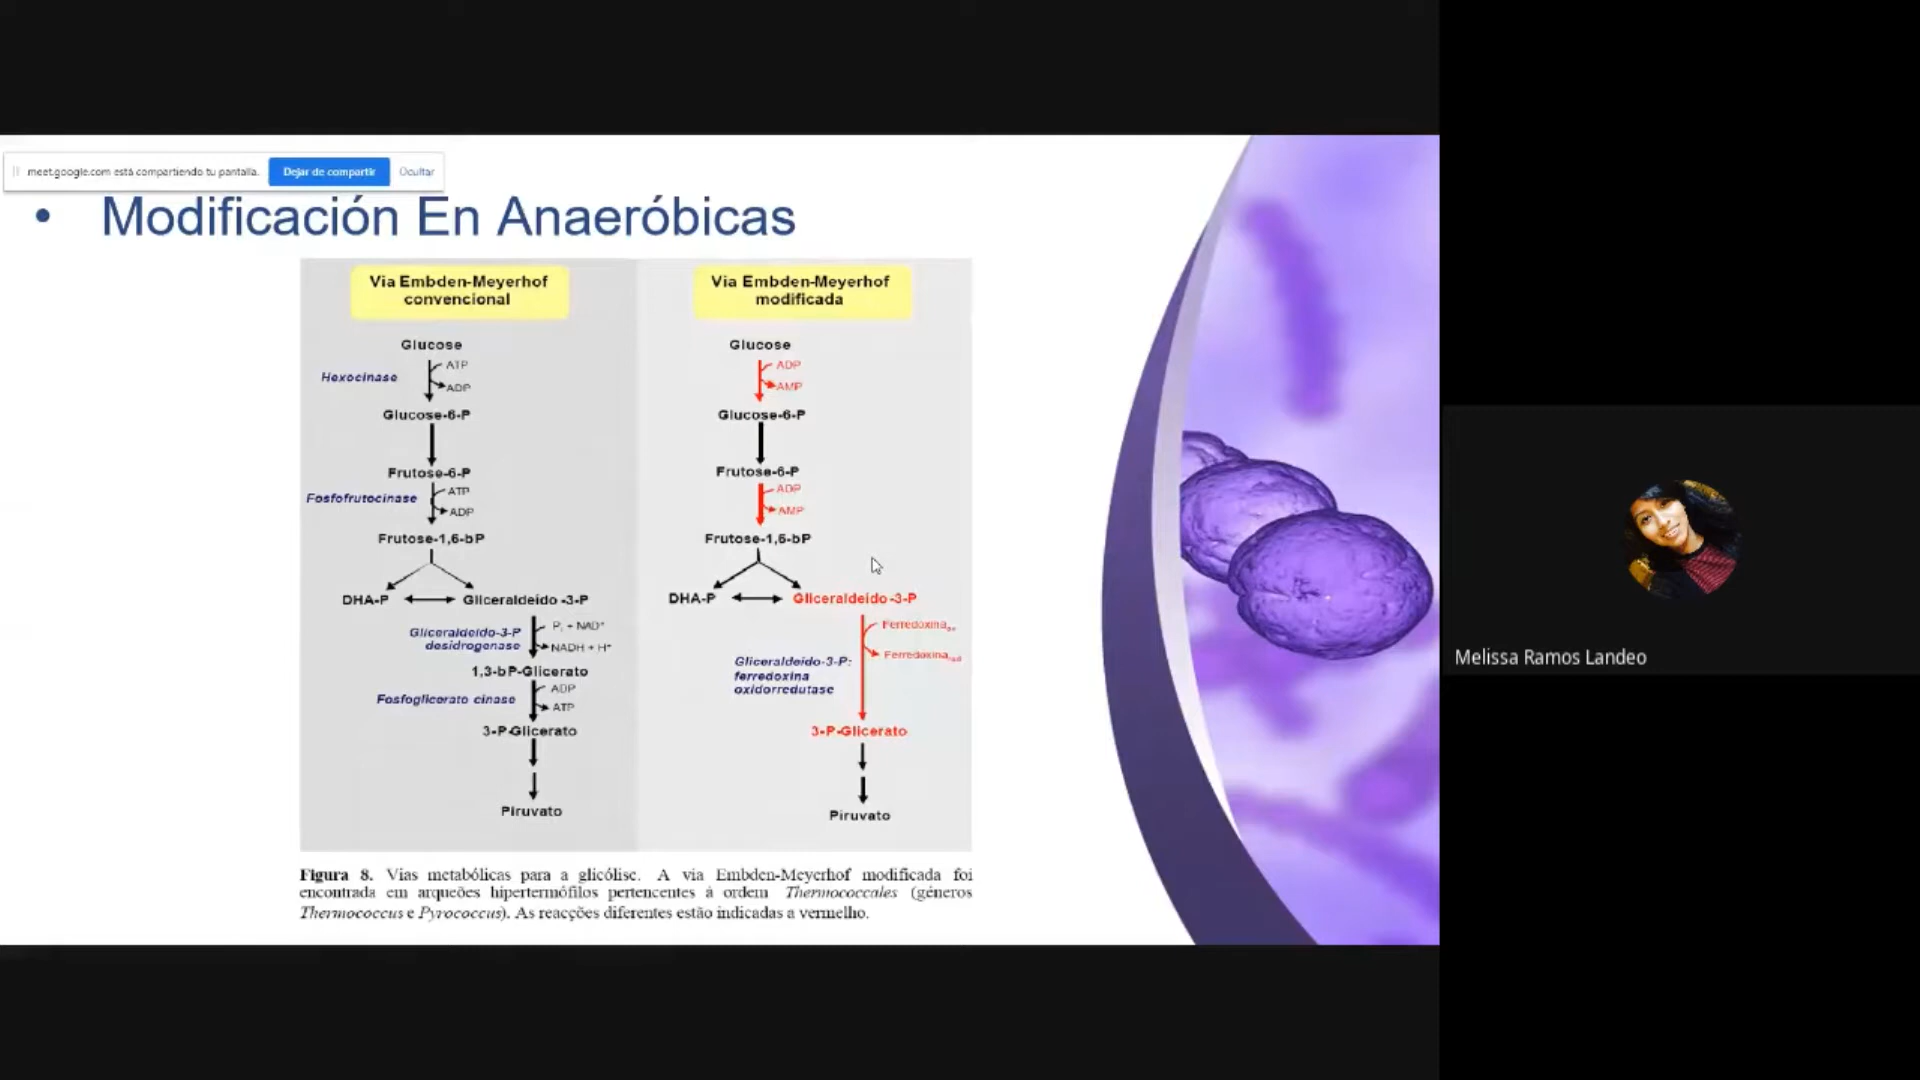 meet.google.com está compartiendo tu pantalla.
Dejar de compartir
Ocultar
• Modificación En Anaeróbicas
Via Embden-Meyerhof
convencional
Glucose
ATP
Hexocinase
ADP
Glucose-6-P
Frutose-6-P
ATP
Fosfofrutocinase
ADP
Frutose-1,6-bP
DHA-P
Gliceraldeído -3-P
Pi + NAD+
Gliceraldeído-3-P
desidrogenase
NADH + H+
1,3-bP-Glicerato
ADP
Fosfoglicerato cinase
ATP
3-P-Glicerato
Piruvato
Via Embden-Meyerhof
modificada
Glucose
ADP
AMP
Glucose-6-P
Frutose-6-P
ADP
AMP
Frutose-1,6-bP
DHA-P
Gliceraldeído -3-P
Ferredoxina
Ferredoxina
Gliceraldeído-3-P:
ferredoxina
oxidorredutase
3-P-Glicerato
Piruvato
Figura 8. Vias metabólicas para a glicólise. A via Embden-Meyerhof modificada foi
encontrada em arqueões hipertermófilos pertencentes à ordem Thermococcales (géneros
Thermococcus e Pyrococcus). As reacções diferentes estão indicadas a vermelho.
Melissa Ramos Landeo